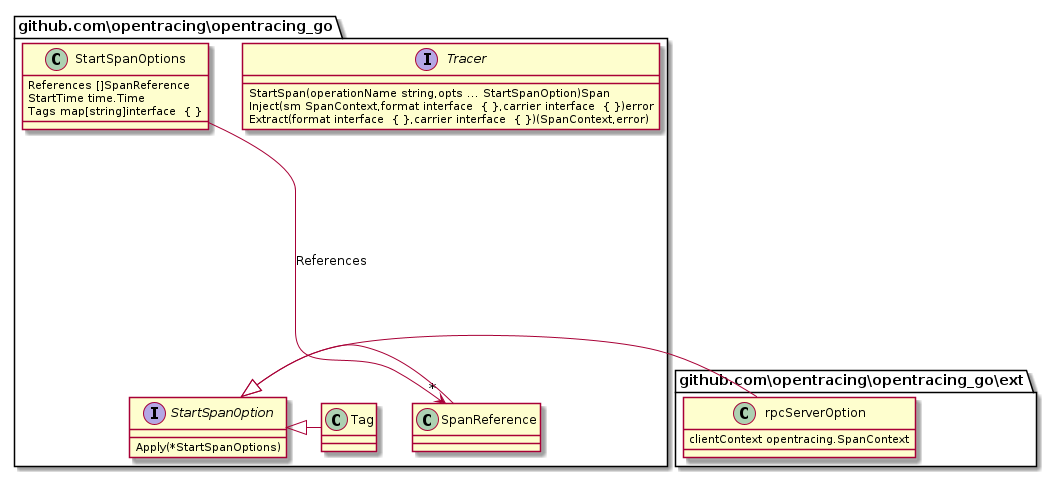 github.com\opentracing\opentracing_go
C StartSpanOptions
References []SpanReference
StartTime time.Time
Tags map[string]interface { }
I Tracer
StartSpan(operationName string,opts ... StartSpanOption)Span
Inject(sm SpanContext,format interface { },carrier interface { })error
Extract(format interface { },carrier interface { })(SpanContext,error)
References
*
github.com\opentracing\opentracing_go\ext
I StartSpanOption
Apply(*StartSpanOptions)
C Tag
C SpanReference
C rpcServerOption
clientContext opentracing.SpanContext